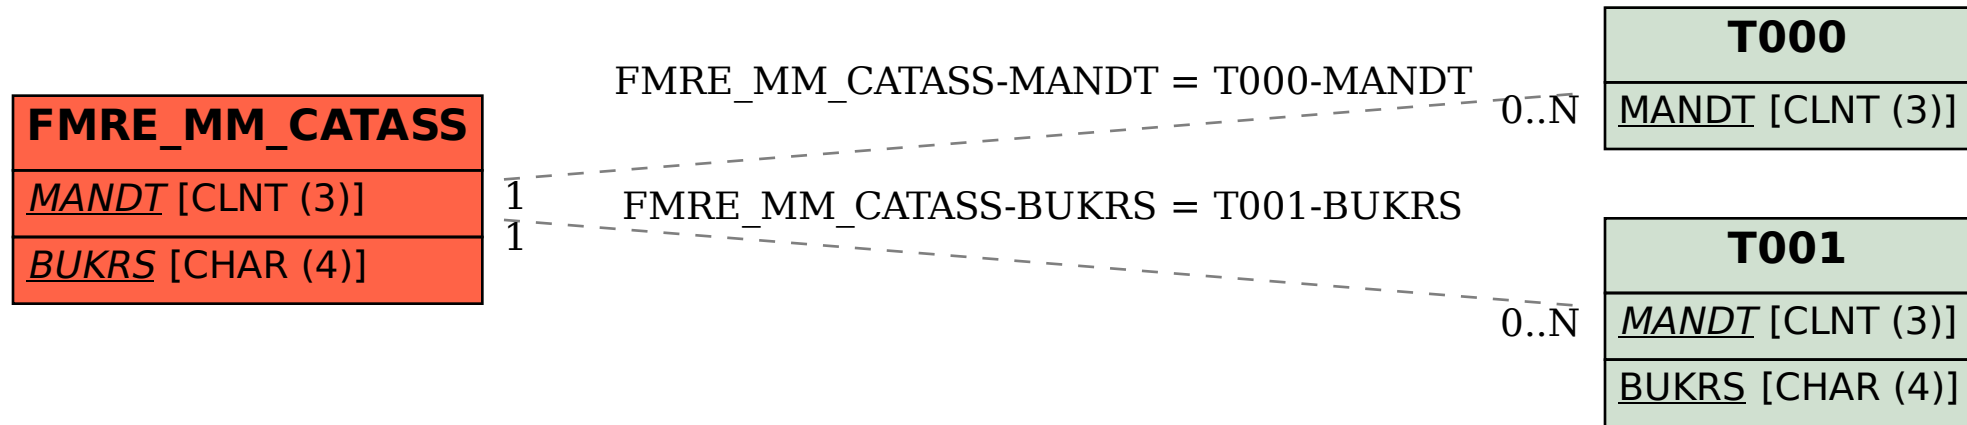 FMRE_MM_CATASS
MANDT [CLNT (3)]
BUKRS [CHAR (4)]
FMRE_MM_CATASS-MANDT = T000-MANDT
1
0..N
FMRE_MM_CATASS-BUKRS = T001-BUKRS
1
0..N
T000
MANDT [CLNT (3)]
T001
MANDT [CLNT (3)]
BUKRS [CHAR (4)]